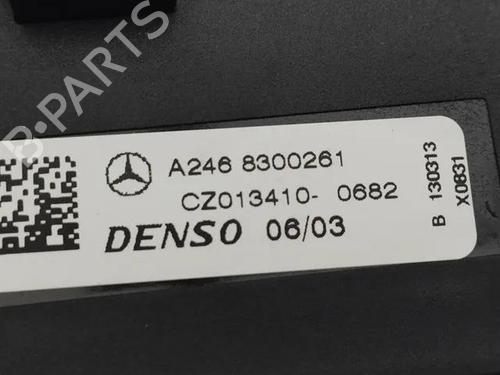 A246 8300261
CZ013410- 0682
DENSO 06/03
B 130313
X0831
B-PARTS